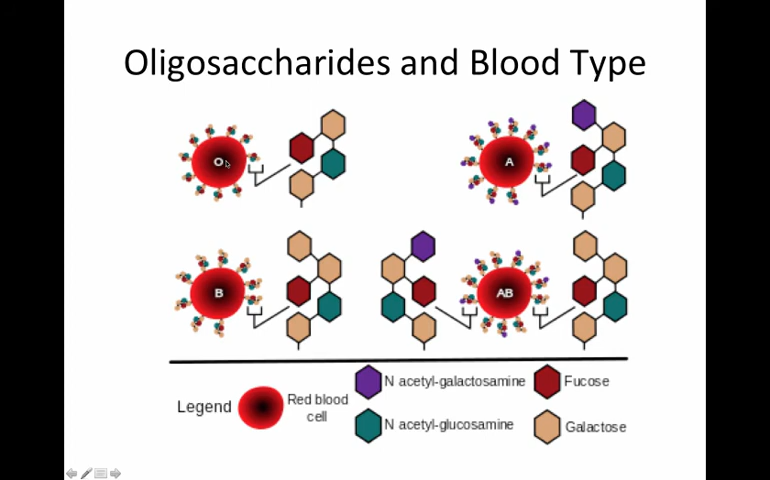 Oligosaccharides and Blood Type
O
A
B
AB
Legend
Red blood
cell
N acetyl-galactosamine
Fucose
N acetyl-glucosamine
Galactose